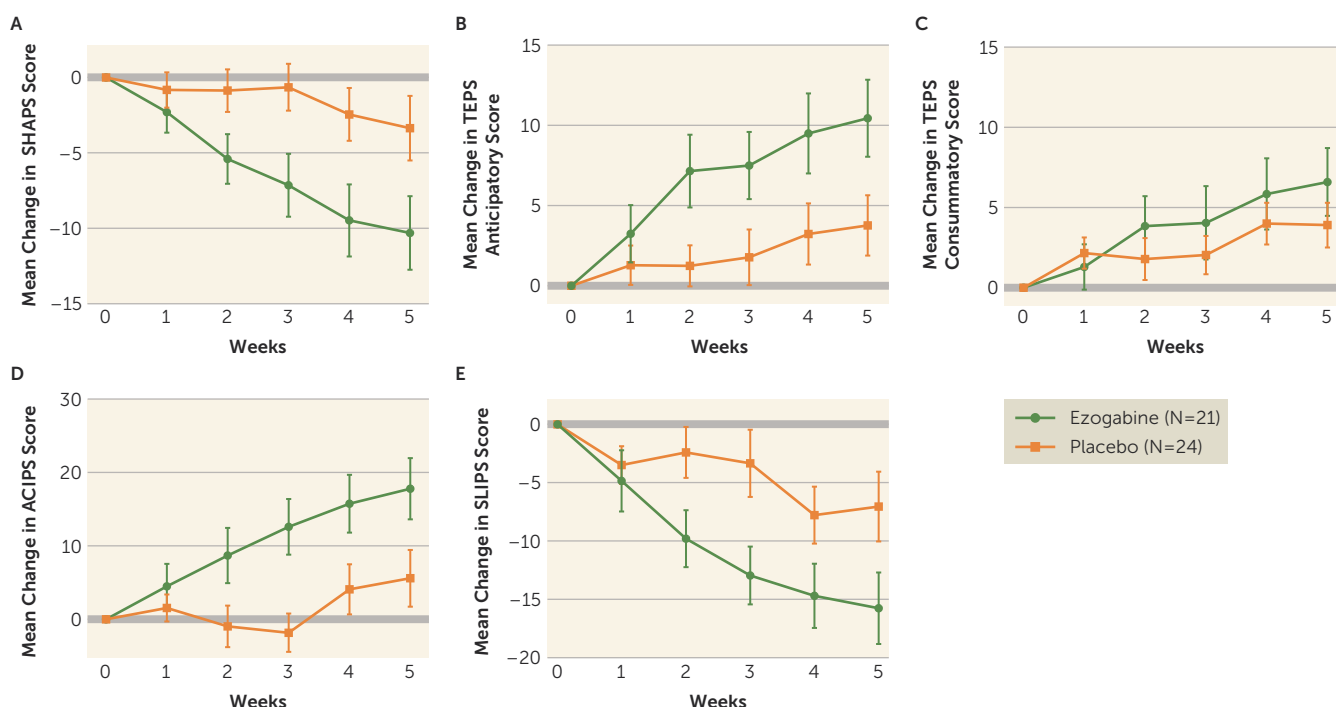 A
Mean Change in SHAPS Score
0
−5
−10
−15
0 1 2 3 4 5
Weeks
B
Mean Change in TEPS
Anticipatory Score
15
10
5
0
0 1 2 3 4 5
Weeks
C
Mean Change in TEPS
Consummatory Score
15
10
5
0
0 1 2 3 4 5
Weeks
D
Mean Change in ACIPS Score
30
20
10
0
0 1 2 3 4 5
Weeks
E
Mean Change in SLIPS Score
0
−5
−10
−15
−20
0 1 2 3 4 5
Weeks
Ezogabine (N=21)
Placebo (N=24)